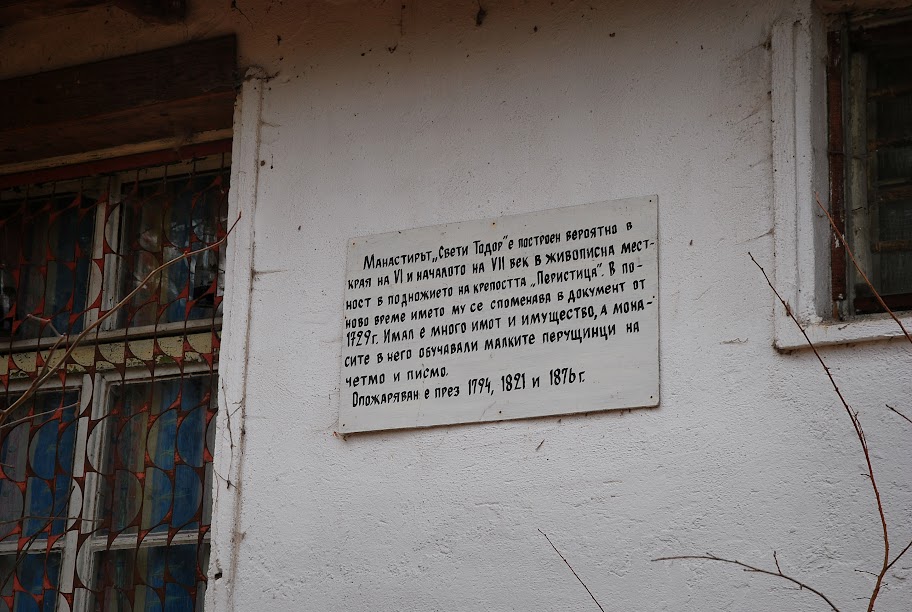 Манастирът „Свети Тодор" е построен вероятно в
края на VI и началото на VII век в живописна мест-
ност в подножието на крепостта „Перистица". В по-
ново време името му се споменава в документ от
1729 г. Имал е много имот и имущество, а мона-
сите в него обучавали малките перущинци на
четмо и писмо.
Опожаряван е през 1794, 1821 и 1876 г.